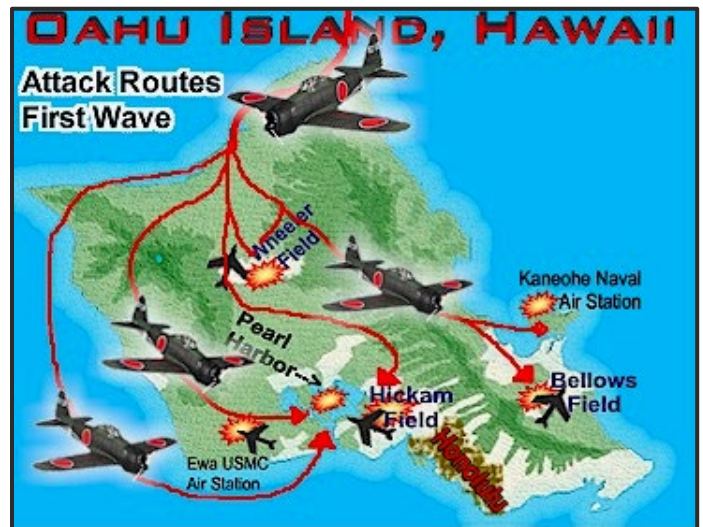 OAHU ISLAND, HAWAII
Attack Routes
First Wave
Wheeler
Field
Kaneohe Naval
Air Station
Pearl
Harbor--->
Hickam
Field
Bellows
Field
Ewa USMC
Air Station
Honolulu